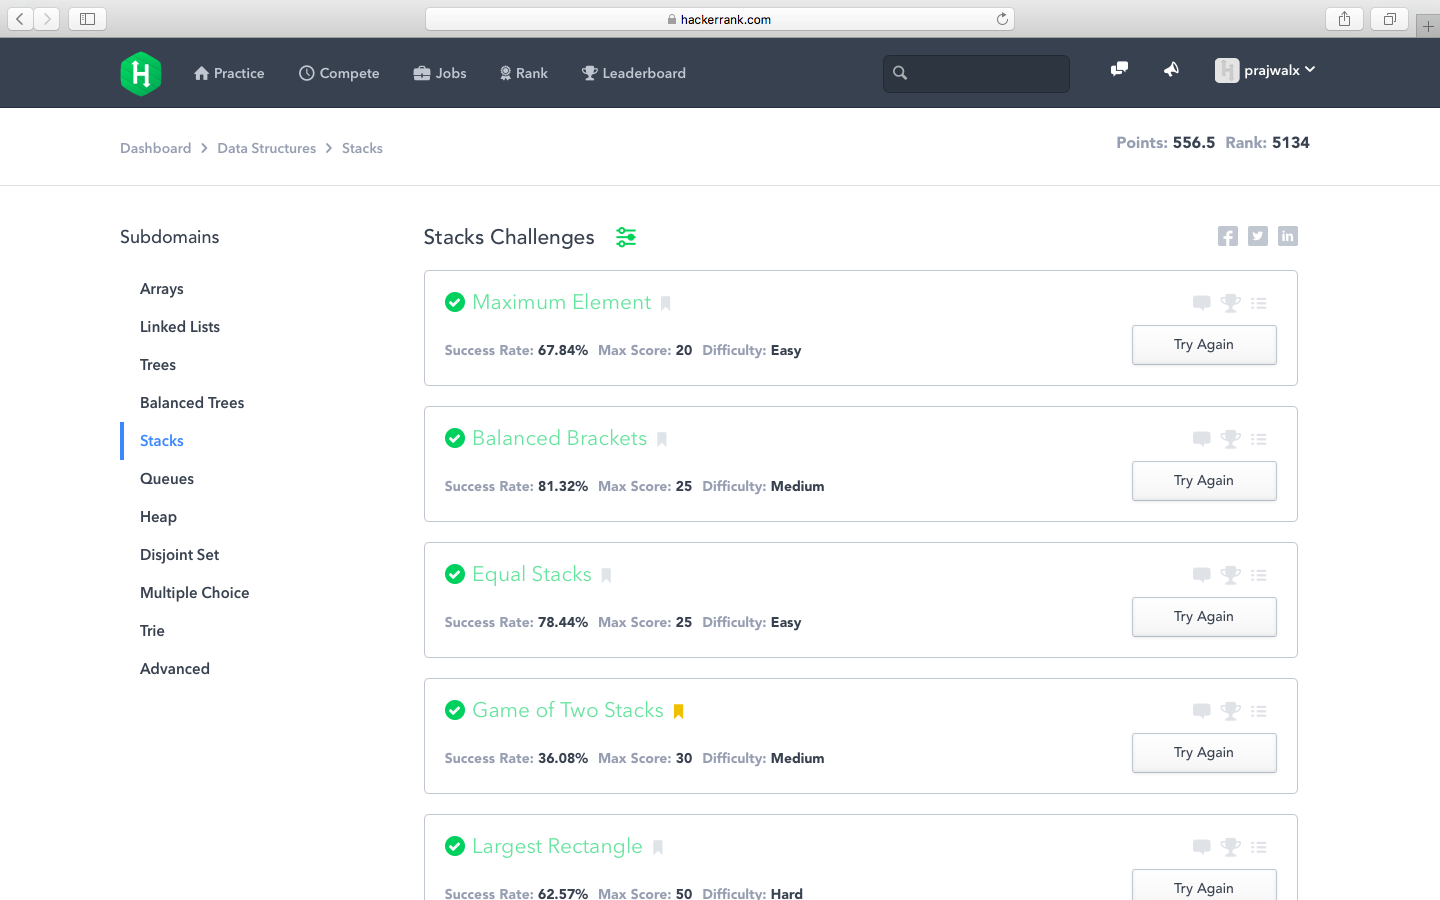 hackerrank.com
H Practice Compete Jobs Rank Leaderboard prajwalx
Dashboard > Data Structures > Stacks
Points: 556.5 Rank: 5134
Subdomains
Arrays
Linked Lists
Trees
Balanced Trees
Stacks
Queues
Heap
Disjoint Set
Multiple Choice
Trie
Advanced
Stacks Challenges
Maximum Element
Success Rate: 67.84% Max Score: 20 Difficulty: Easy
Try Again
Balanced Brackets
Success Rate: 81.32% Max Score: 25 Difficulty: Medium
Try Again
Equal Stacks
Success Rate: 78.44% Max Score: 25 Difficulty: Easy
Try Again
Game of Two Stacks
Success Rate: 36.08% Max Score: 30 Difficulty: Medium
Try Again
Largest Rectangle
Success Rate: 62.57% Max Score: 50 Difficulty: Hard
Try Again